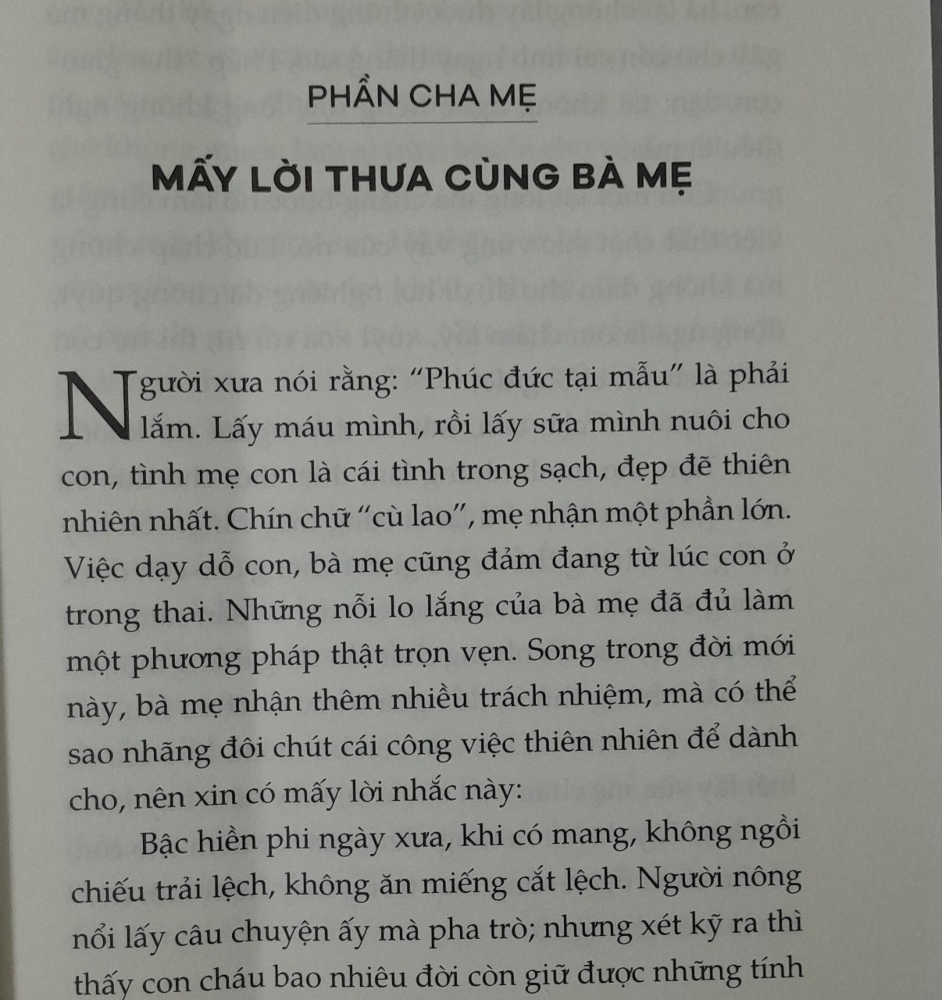 PHẦN CHA MẸ
MẤY LỜI THƯA CÙNG BÀ MẸ
Người xưa nói rằng: “Phúc đức tại mẫu” là phải
lắm. Lấy máu mình, rồi lấy sữa mình nuôi cho
con, tình mẹ con là cái tình trong sạch, đẹp đẽ thiên
nhiên nhất. Chín chữ “cù lao”, mẹ nhận một phần lớn.
Việc dạy dỗ con, bà mẹ cũng đảm đang từ lúc con ở
trong thai. Những nỗi lo lắng của bà mẹ đã đủ làm
một phương pháp thật trọn vẹn. Song trong đời mới
này, bà mẹ nhận thêm nhiều trách nhiệm, mà có thể
sao nhãng đôi chút cái công việc thiên nhiên để dành
cho, nên xin có mấy lời nhắc này:
Bậc hiền phi ngày xưa, khi có mang, không ngồi
chiếu trải lệch, không ăn miếng cắt lệch. Người nông
nổi lấy câu chuyện ấy mà pha trò; nhưng xét kỹ ra thì
thấy con cháu bao nhiêu đời còn giữ được những tính